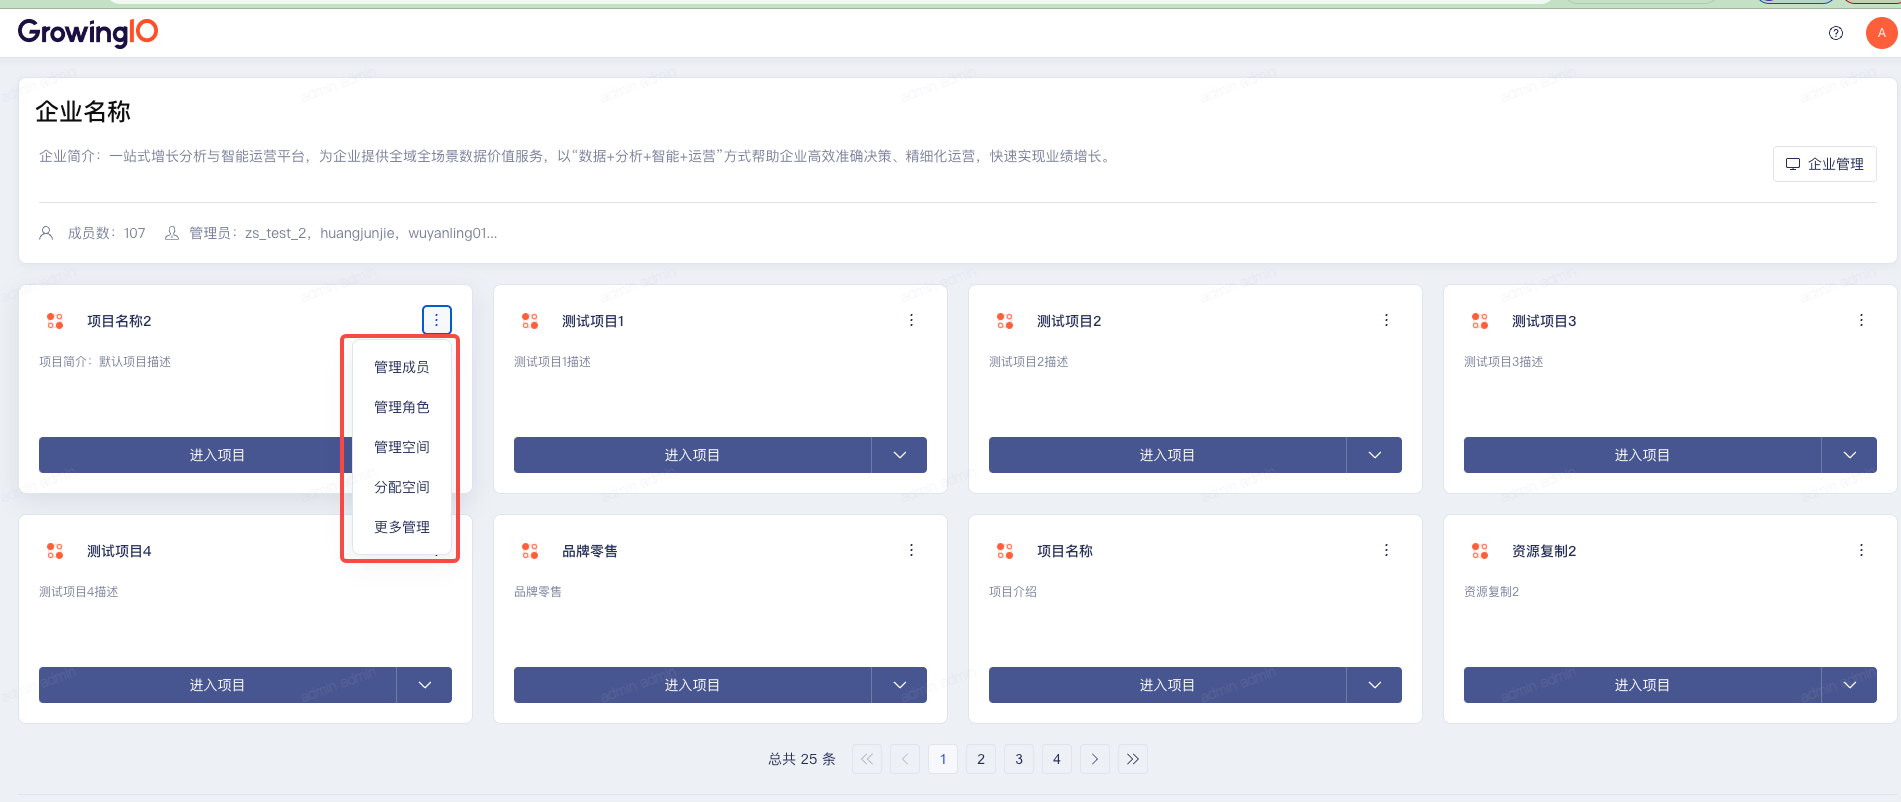 GrowingIO
A
企业名称
企业简介：一站式增长分析与智能运营平台，为企业提供全域全场景数据价值服务，以“数据+分析+智能+运营”方式帮助企业高效准确决策、精细化运营，快速实现业绩增长。
企业管理
成员数：107 管理员：zs_test_2，huangjunjie，wuyanling01...
项目名称2
项目简介：默认项目描述
进入项目
管理成员
管理角色
管理空间
分配空间
更多管理
测试项目1
测试项目1描述
进入项目
测试项目2
测试项目2描述
进入项目
测试项目3
测试项目3描述
进入项目
测试项目4
测试项目4描述
进入项目
品牌零售
品牌零售
进入项目
项目名称
项目介绍
进入项目
资源复制2
资源复制2
进入项目
总共 25 条 1 2 3 4
admin admin